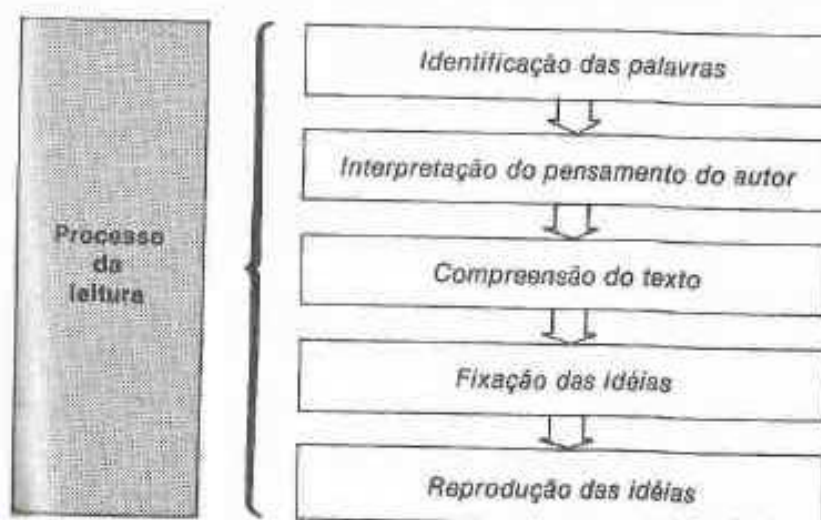 Processo
da
leitura
Identificação das palavras
Interpretação do pensamento do autor
Compreensão do texto
Fixação das idéias
Reprodução das idéias